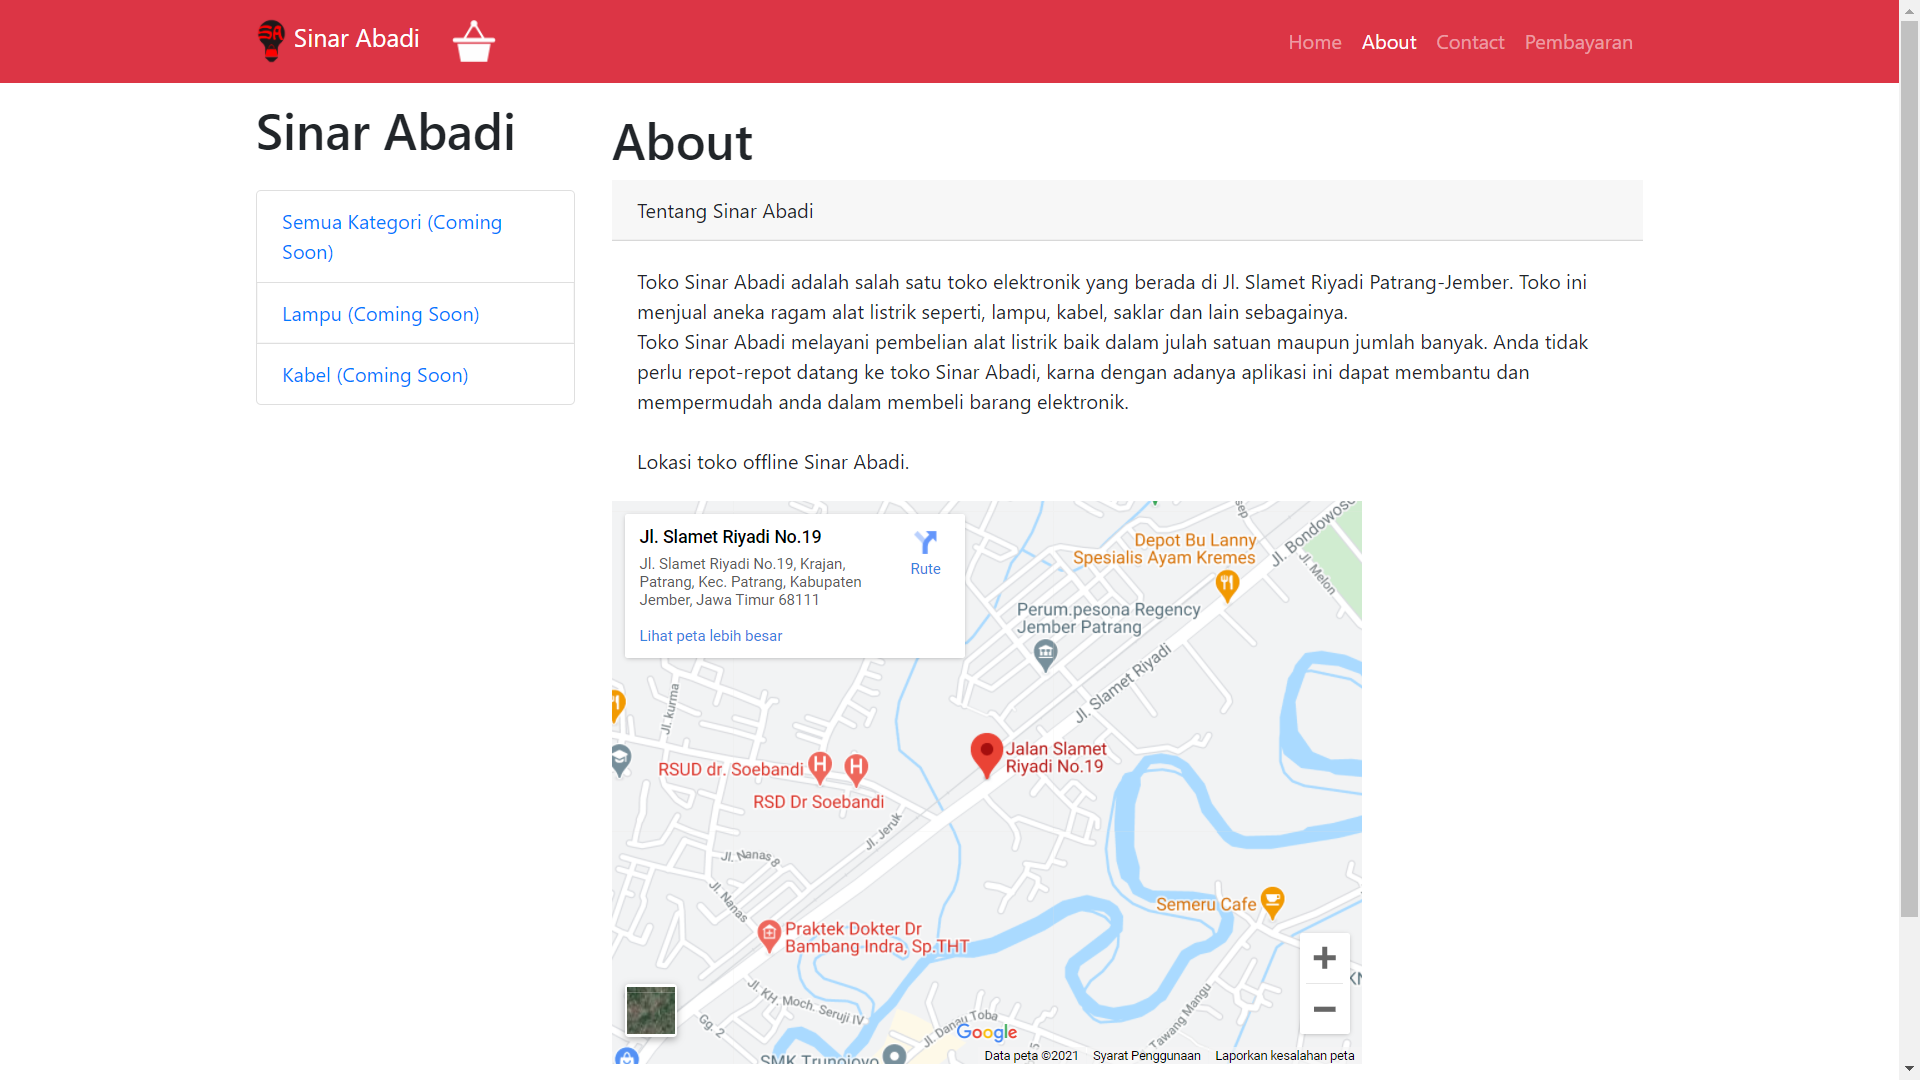 Sinar Abadi
Home About Contact Pembayaran
Sinar Abadi
Semua Kategori (Coming
Soon)
Lampu (Coming Soon)
Kabel (Coming Soon)
About
Tentang Sinar Abadi
Toko Sinar Abadi adalah salah satu toko elektronik yang berada di Jl. Slamet Riyadi Patrang-Jember. Toko ini
menjual aneka ragam alat listrik seperti, lampu, kabel, saklar dan lain sebagainya.
Toko Sinar Abadi melayani pembelian alat listrik baik dalam julah satuan maupun jumlah banyak. Anda tidak
perlu repot-repot datang ke toko Sinar Abadi, karna dengan adanya aplikasi ini dapat membantu dan
mempermudah anda dalam membeli barang elektronik.
Lokasi toko offline Sinar Abadi.
Jl. Slamet Riyadi No.19
Jl. Slamet Riyadi No.19, Krajan,
Patrang, Kec. Patrang, Kabupaten
Jember, Jawa Timur 68111
Rute
Lihat peta lebih besar
Depot Bu Lanny
Spesialis Ayam Kremes
Jl. Bondowoso
Jl. Melon
Perum.pesona Regency
Jember Patrang
Jl. Slamet Riyadi
Jl. kurma
Jalan Slamet
Riyadi No.19
RSUD dr. Soebandi
RSD Dr Soebandi
Jl. Jeruk
Jl. Nanas 8
Jl. Nanas
Semeru Cafe
Praktek Dokter Dr
Bambang Indra, Sp.THT
Jl. KH. Moch. Seruji IV
Gg. 2
Jl. Danau Toba
Tawang Mangu
SMK Trunojoyo
Google
Data peta ©2021 Syarat Penggunaan Laporkan kesalahan peta